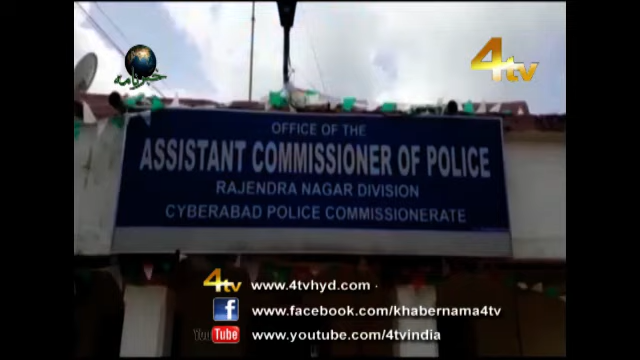 خبرنامہ
4tv
OFFICE OF THE
ASSISTANT COMMISSIONER OF POLICE
RAJENDRA NAGAR DIVISION
CYBERABAD POLICE COMMISSIONERATE
4tv www.4tvhyd.com
f www.facebook.com/khabernama4tv
YouTube www.youtube.com/4tvindia